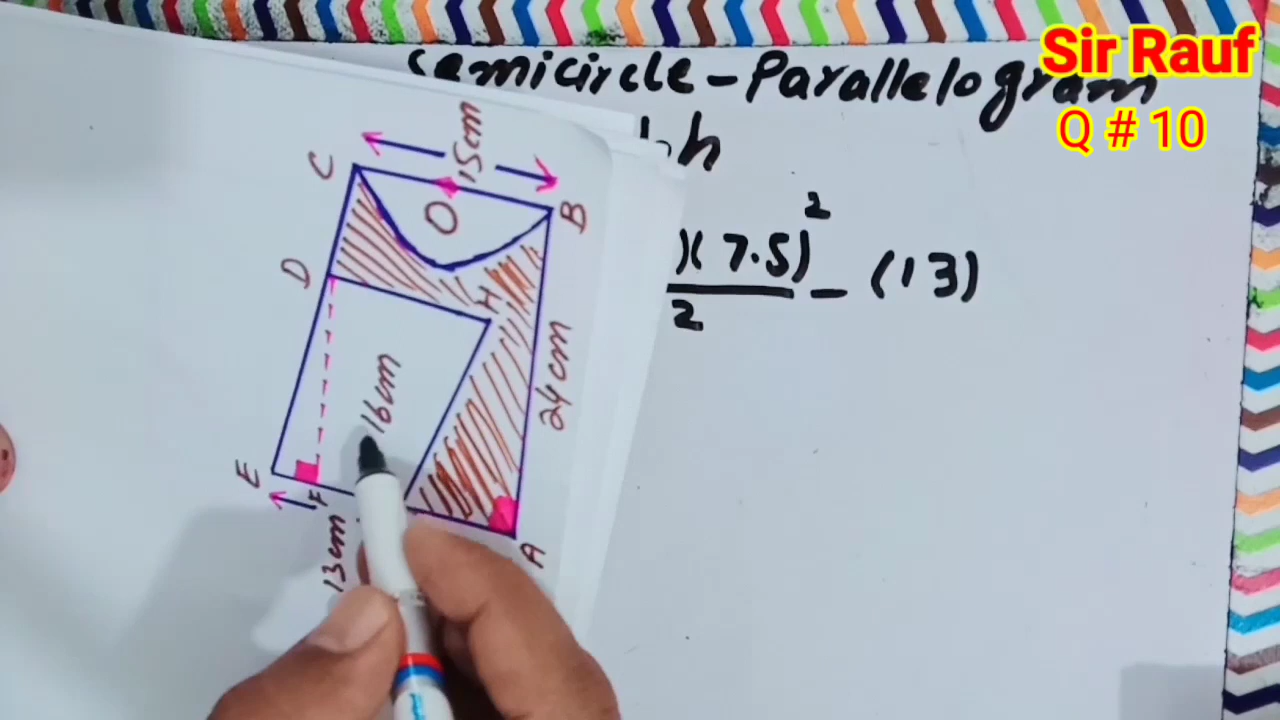 Sir Rauf
Q # 10
Semicircle - Parallelogram
h
)(7.5)² - (13)
2
C
15cm
O
B
D
H
24cm
16cm
E
F
13cm
A